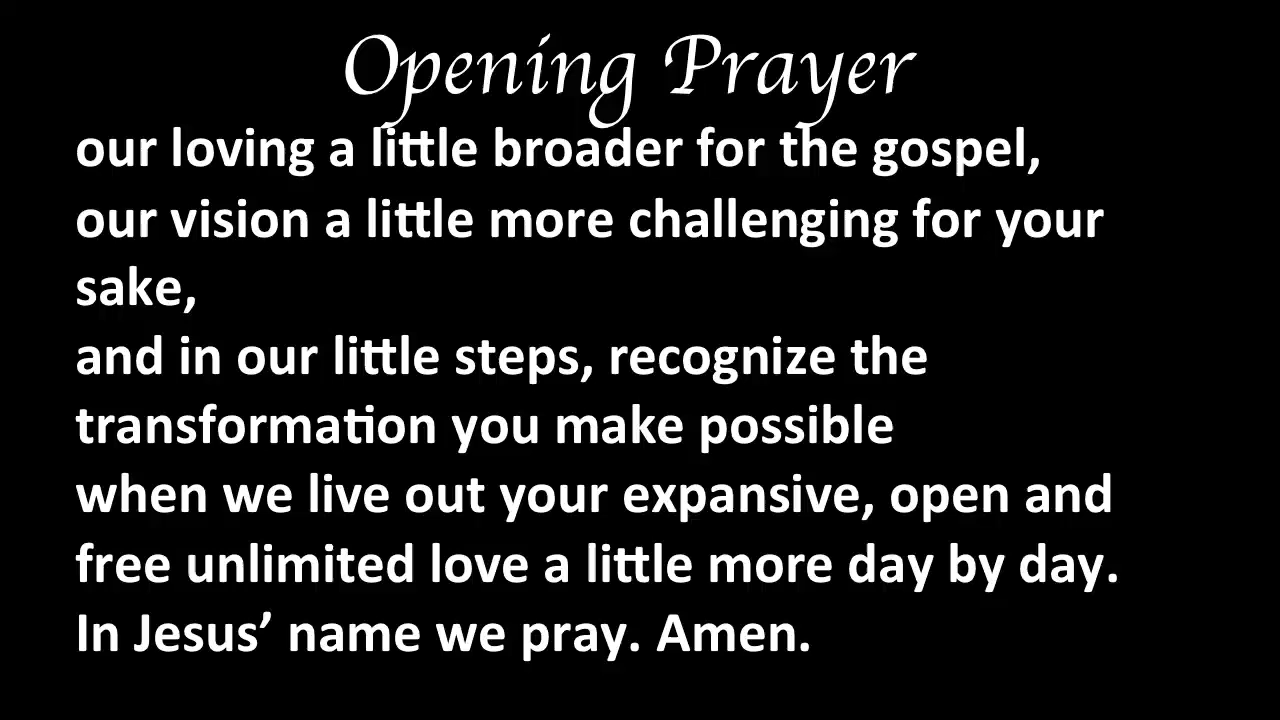 Opening Prayer
our loving a little broader for the gospel,
our vision a little more challenging for your
sake,
and in our little steps, recognize the
transformation you make possible
when we live out your expansive, open and
free unlimited love a little more day by day.
In Jesus’ name we pray. Amen.